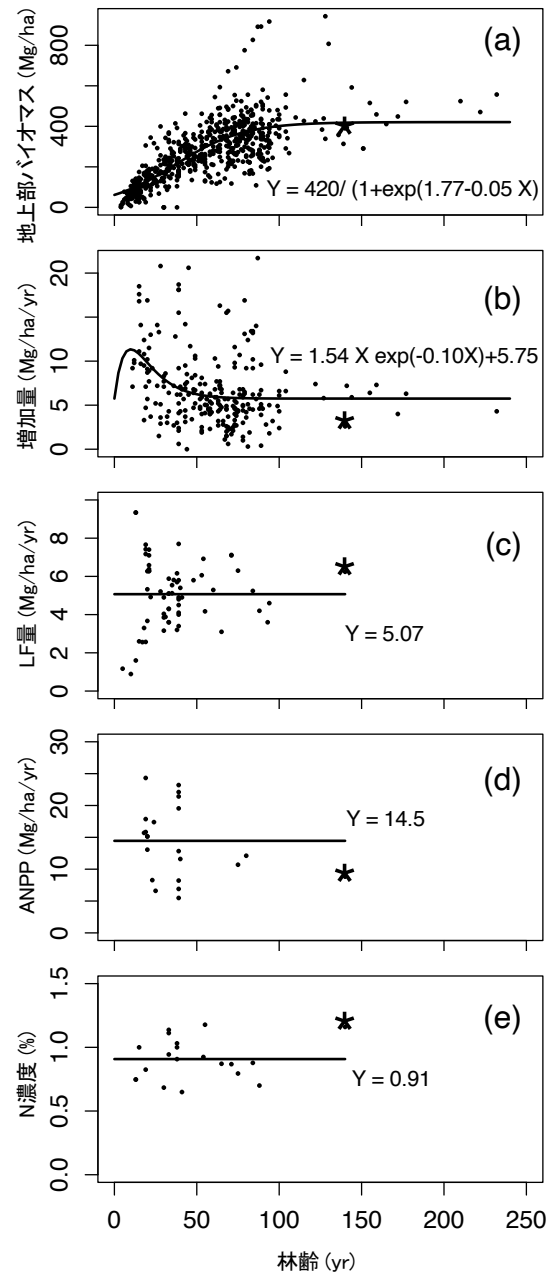 (a)
地上部バイオマス (Mg/ha)
800
400
0
Y = 420/ (1+exp(1.77-0.05 X)
(b)
増加量 (Mg/ha/yr)
20
15
10
5
0
Y = 1.54 X exp(-0.10X)+5.75
(c)
LF量 (Mg/ha/yr)
8
6
4
2
0
Y = 5.07
(d)
ANPP (Mg/ha/yr)
30
20
10
0
Y = 14.5
(e)
N濃度 (%)
1.5
1.0
0.5
0.0
Y = 0.91
0 50 100 150 200 250
林齢 (yr)